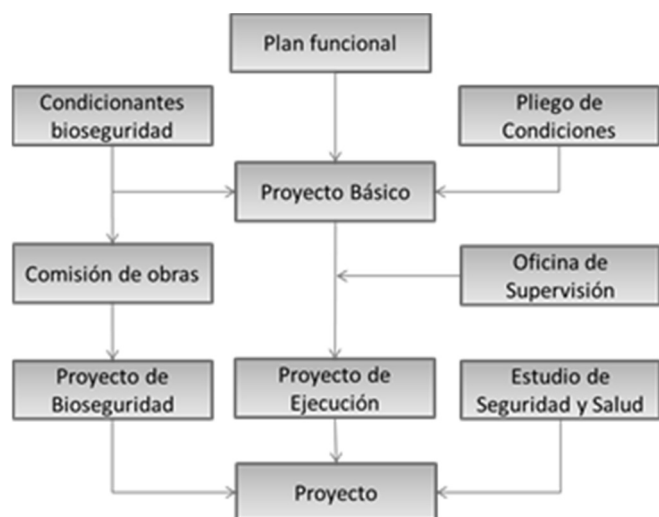 Plan funcional
Condicionantes
bioseguridad
Pliego de
Condiciones
Proyecto Básico
Comisión de obras
Oficina de
Supervisión
Proyecto de
Bioseguridad
Proyecto de
Ejecución
Estudio de
Seguridad y Salud
Proyecto